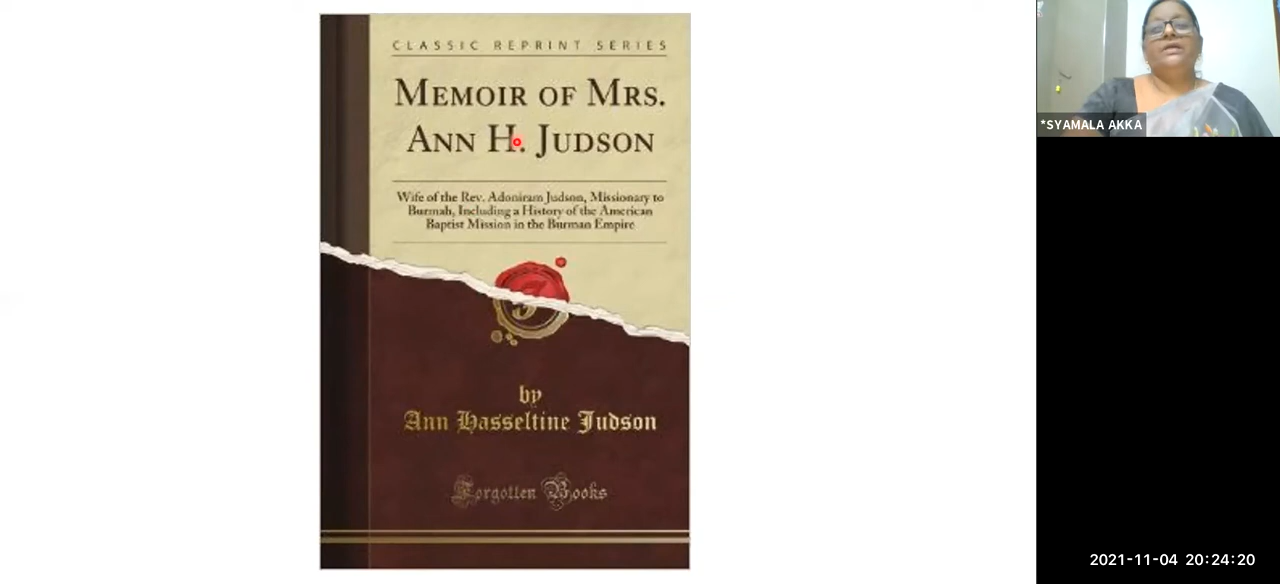 CLASSIC REPRINT SERIES
MEMOIR OF MRS.
ANN H. JUDSON
Wife of the Rev. Adoniram Judson, Missionary to
Burmah, Including a History of the American
Baptist Mission in the Burman Empire
by
Ann Hasseltine Judson
Forgotten Books
*SYAMALA AKKA
2021-11-04 20:24:20